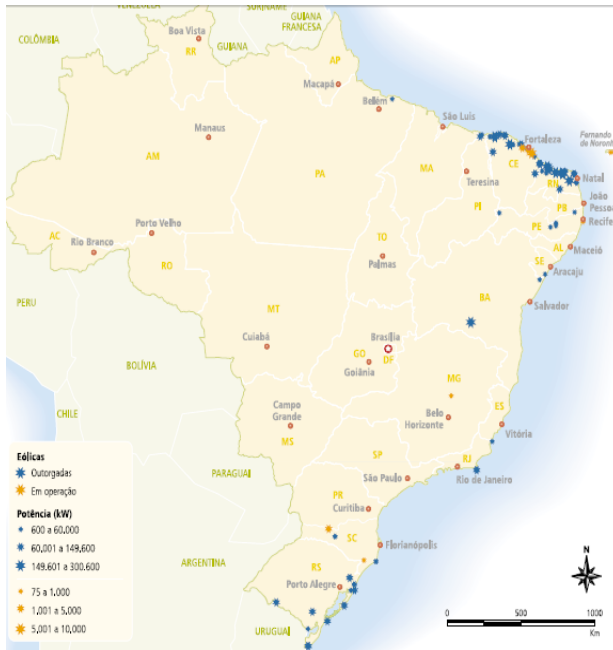 VENEZUELA
SURINAME
GUIANA
FRANCESA
COLÔMBIA
Boa Vista
GUIANA
RR
AP
Macapá
Belém
São Luis
Fortaleza
Fernando
de Noronha
Manaus
AM
PA
MA
CE
Teresina
RN
Natal
João
Pessoa
PB
PI
Recife
PE
AC
Porto Velho
Rio Branco
RO
TO
Palmas
AL
Maceió
SE
Aracaju
PERU
MT
BA
Salvador
Cuiabá
Brasília
GO
DF
Goiânia
BOLÍVIA
MG
CHILE
Campo
Grande
MS
Belo
Horizonte
ES
Vitória
SP
RJ
São Paulo
Rio de Janeiro
PARAGUAI
PR
Curitiba
SC
Florianópolis
ARGENTINA
RS
Porto Alegre
URUGUAI
Eólicas
Outorgadas
Em operação
Potência (kW)
600 a 60.000
60,001 a 149,600
149.601 a 300.600
75 a 1,000
1,001 a 5,000
5,001 a 10,000
N
0 500 1000
Km